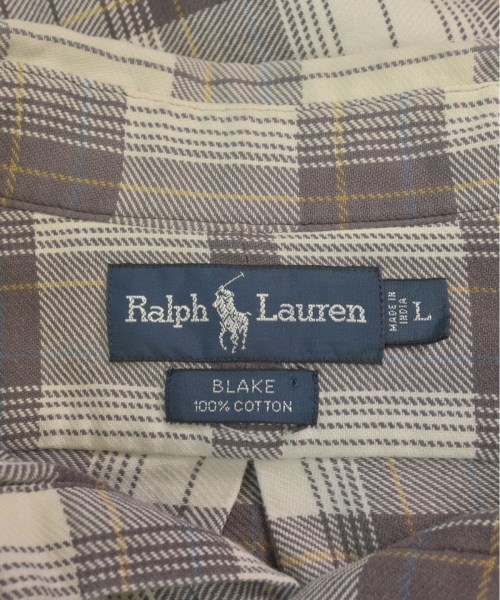 Ralph Lauren
MADE IN
INDIA
L
BLAKE
100% COTTON